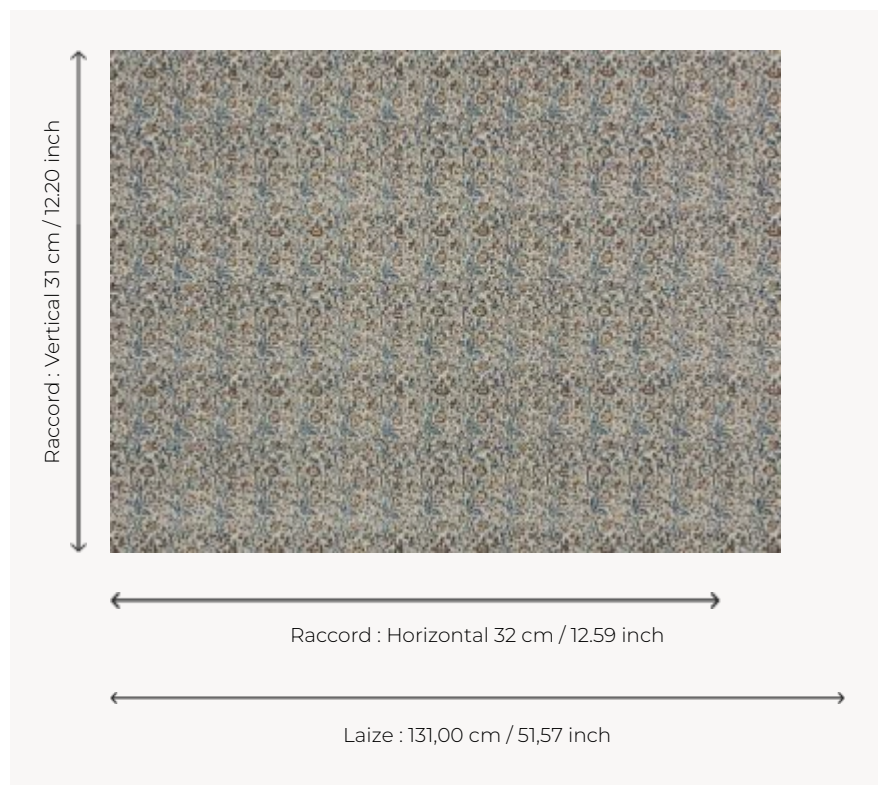 Raccord : Vertical 31 cm / 12.20 inch
Raccord : Horizontal 32 cm / 12.59 inch
Laize : 131,00 cm / 51,57 inch